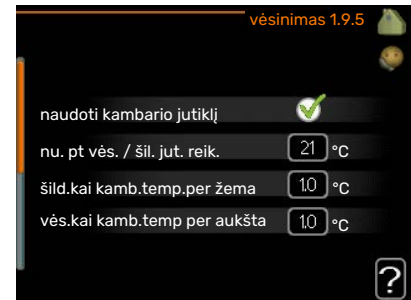 vėsinimas 1.9.5
naudoti kambario jutiklį
nu. pt vės. / šil. jut. reik. 21 °C
šild.kai kamb.temp.per žema 1.0 °C
vės.kai kamb.temp per aukšta 1.0 °C
?